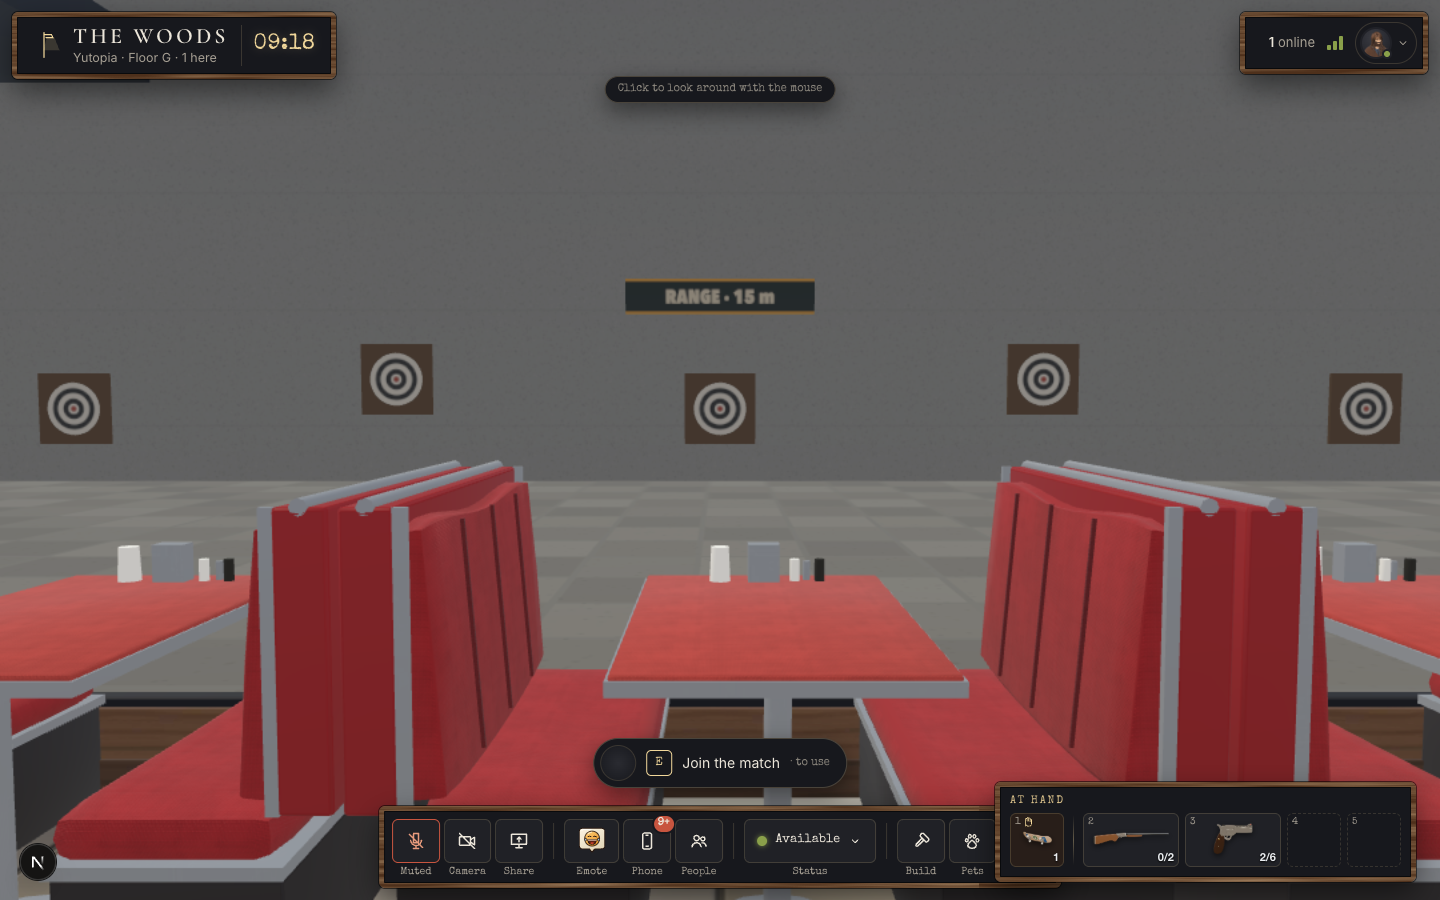 THE WOODS
Yutopia · Floor G · 1 here
09:18
1 online
Click to look around with the mouse
RANGE · 15 m
E
Join the match
· to use
Muted
Camera
Share
Emote
9+
Phone
People
Available
Status
Build
Pets
AT HAND
1
1
2
0/2
3
2/6
4
5
N